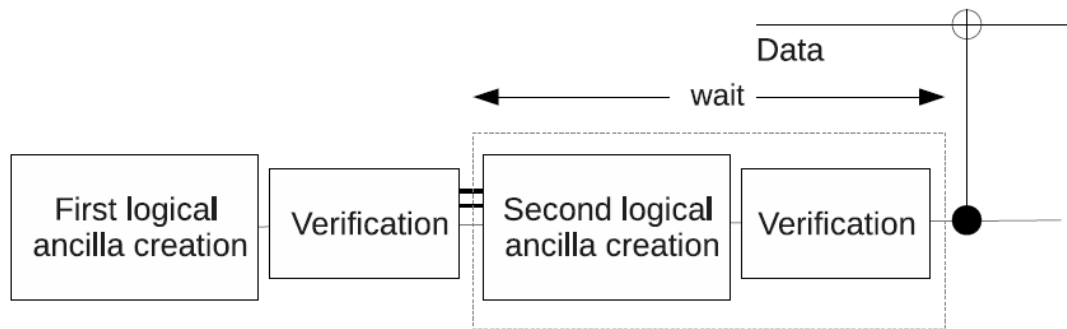 Data
wait
First logical
ancilla creation
Verification
Second logical
ancilla creation
Verification